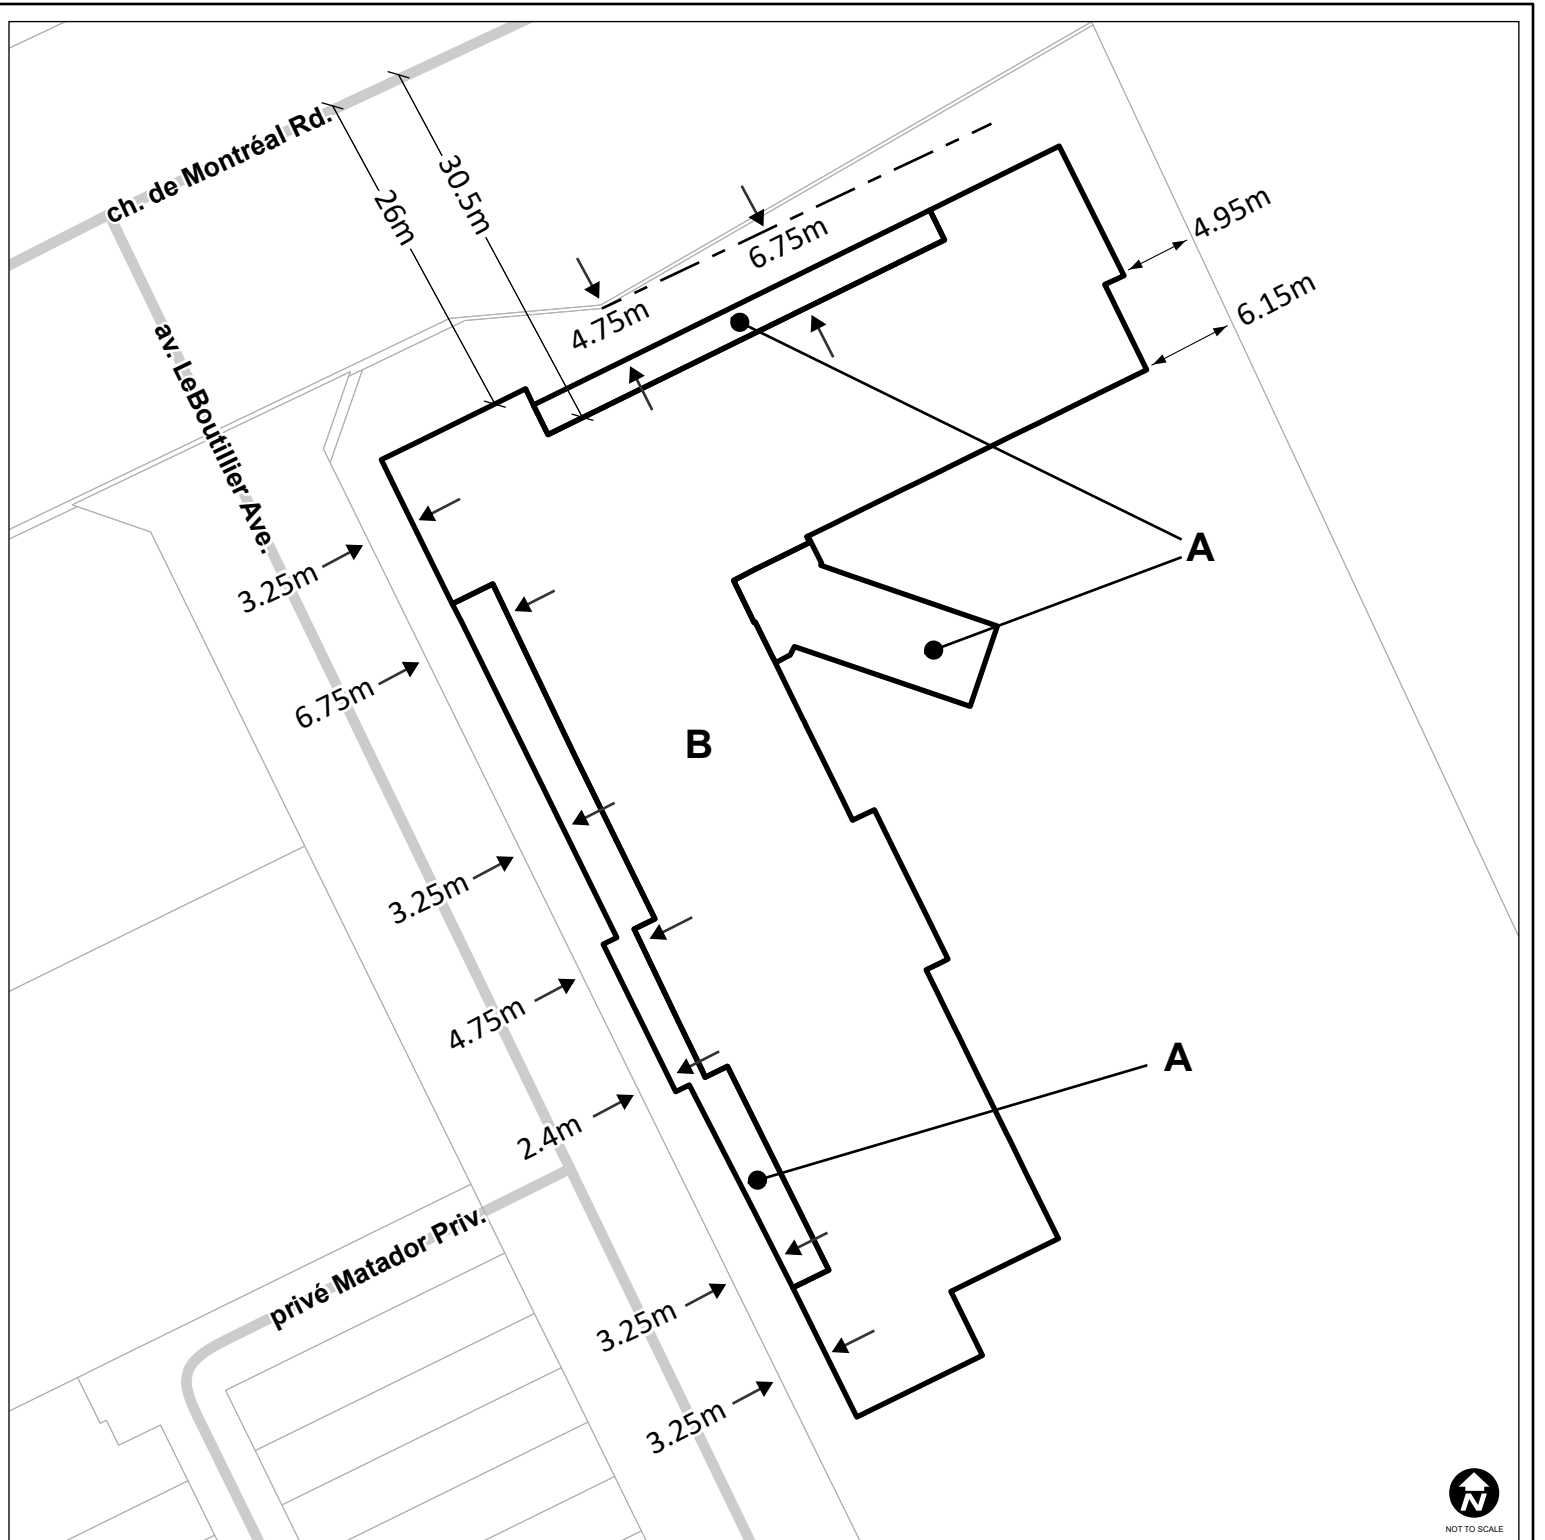 ch. de Montréal Rd.
26m
30.5m
6.75m
4.95m
4.75m
6.15m
av. LeBoutillier Ave.
3.25m
A
6.75m
B
3.25m
4.75m
A
2.4m
privé Matador Priv.
3.25m
3.25m
N
NOT TO SCALE